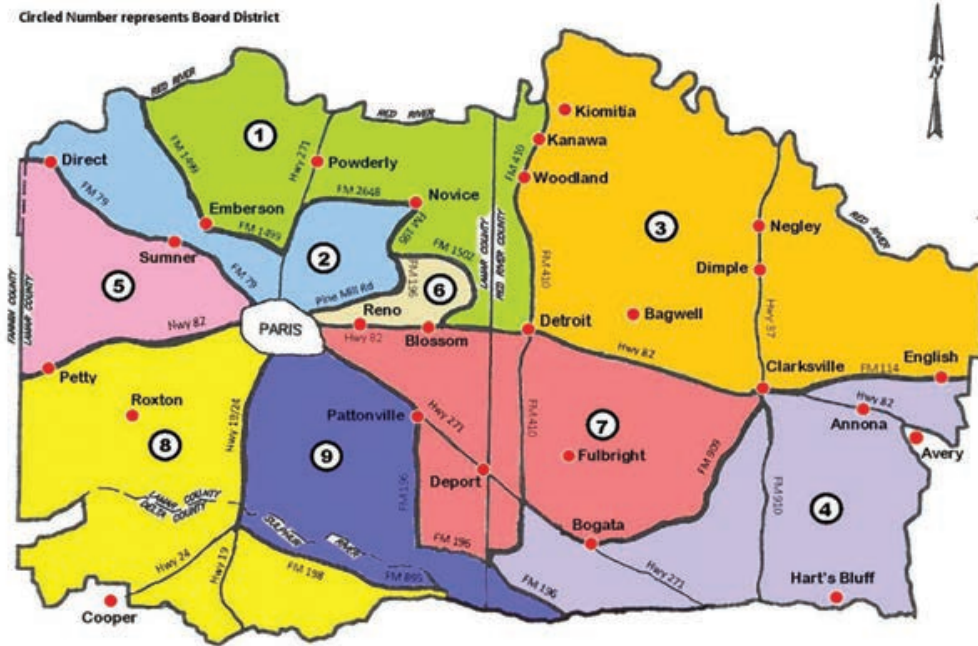 Circled Number represents Board District
N
RED RIVER
Kiomitia
1
RED RIVER
Kanawa
FM 1499
Hwy 271
FM 410
Direct
Powderly
Woodland
FM 2648
FM 79
Novice
Emberson
3
Negley
FM 1499
FM 196
RED RIVER
LAMAR COUNTY
RED RIVER COUNTY
Sumner
FM 1502
2
FM 410
Dimple
FM 79
FM 196
5
6
FANNIN COUNTY
LAMAR COUNTY
Pine Mill Rd
Hwy 37
Reno
Bagwell
Nwy 82
PARIS
Detroit
Hwy 82
Blossom
Hwy 82
English
Clarksville
FM 114
Petty
Hwy 82
Roxton
Pattonville
Annona
Nwy 19/24
Hwy 271
FM 410
7
8
9
Avery
Fulbright
FM 909
Deport
LAMAR COUNTY
DELTA COUNTY
FM 196
FM 910
4
SULPHUR
RIVER
Bogata
FM 196
Hwy 24
Hwy 19
FM 198
FM 895
Hwy 271
Hart's Bluff
FM 196
Cooper